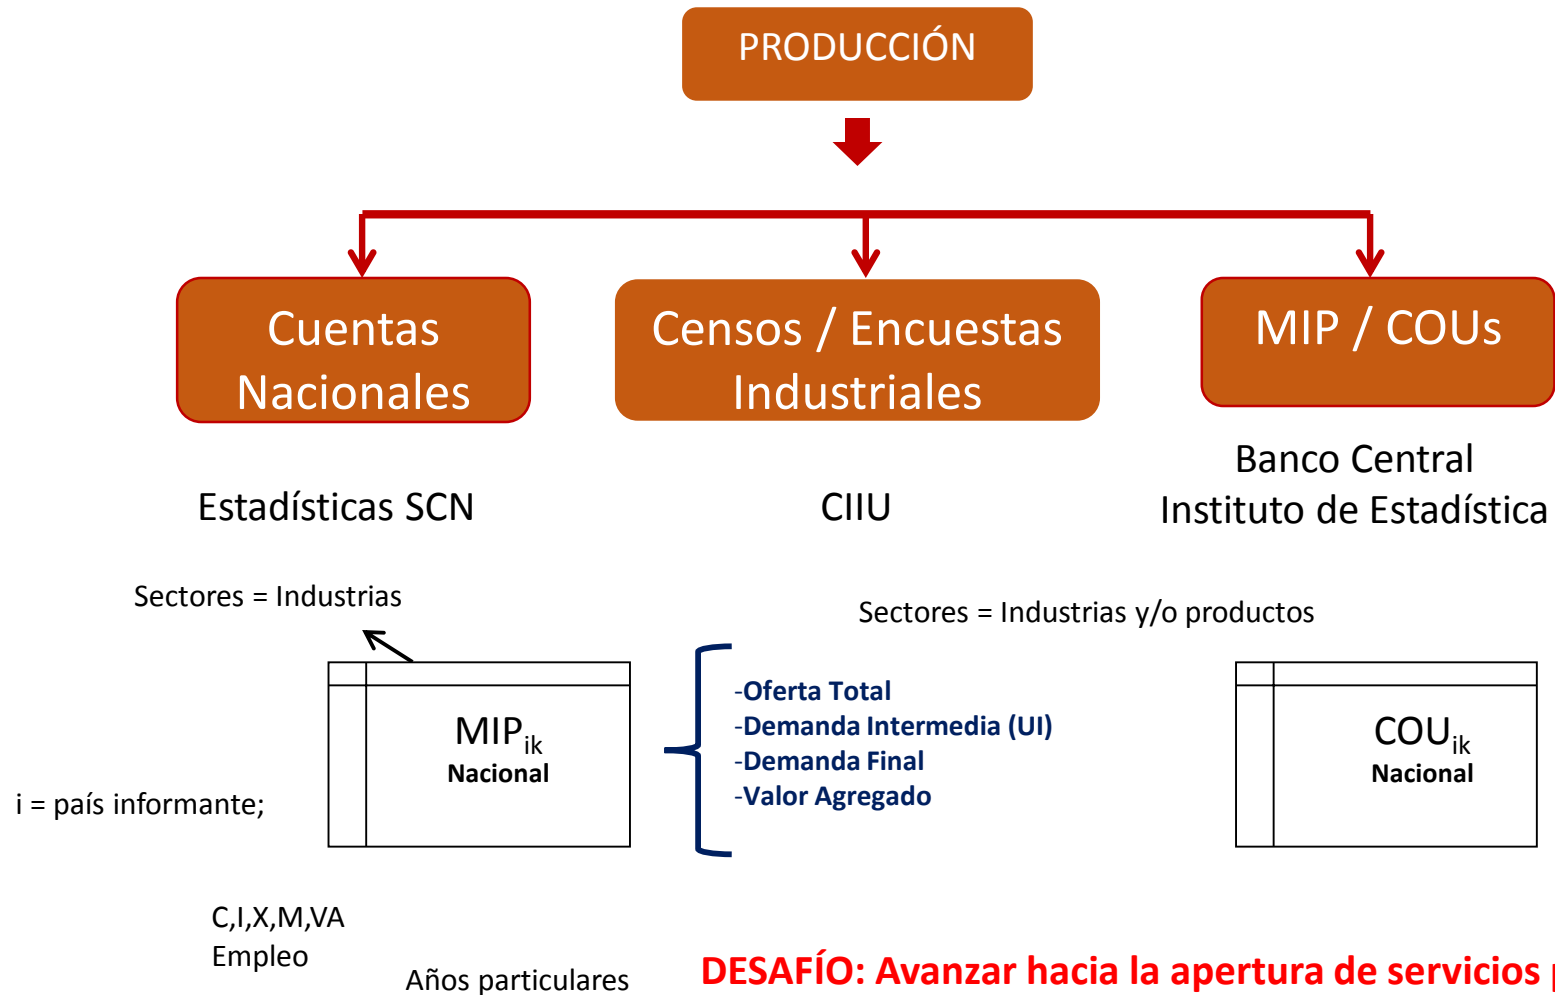 PRODUCCIÓN
Cuentas
Nacionales
Censos / Encuestas
Industriales
MIP / COUs
Estadísticas SCN
CIIU
Banco Central
Instituto de Estadística
Sectores = Industrias
Sectores = Industrias y/o productos
MIPik
Nacional
-Oferta Total
-Demanda Intermedia (UI)
-Demanda Final
-Valor Agregado
COUik
Nacional
i = país informante;
C,I,X,M,VA
Empleo
Años particulares
DESAFÍO: Avanzar hacia la apertura de servicios